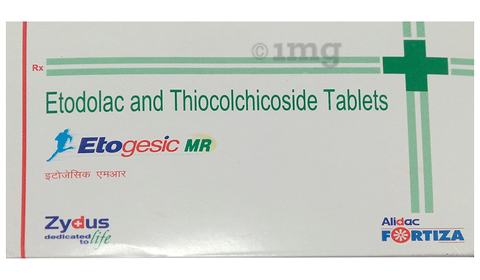 ©1mg
Rx
Etodolac and Thiocolchicoside Tablets
Etogesic MR
इटोजेसिक एमआर
Zydus
dedicated to life
Alidac
FORTIZA